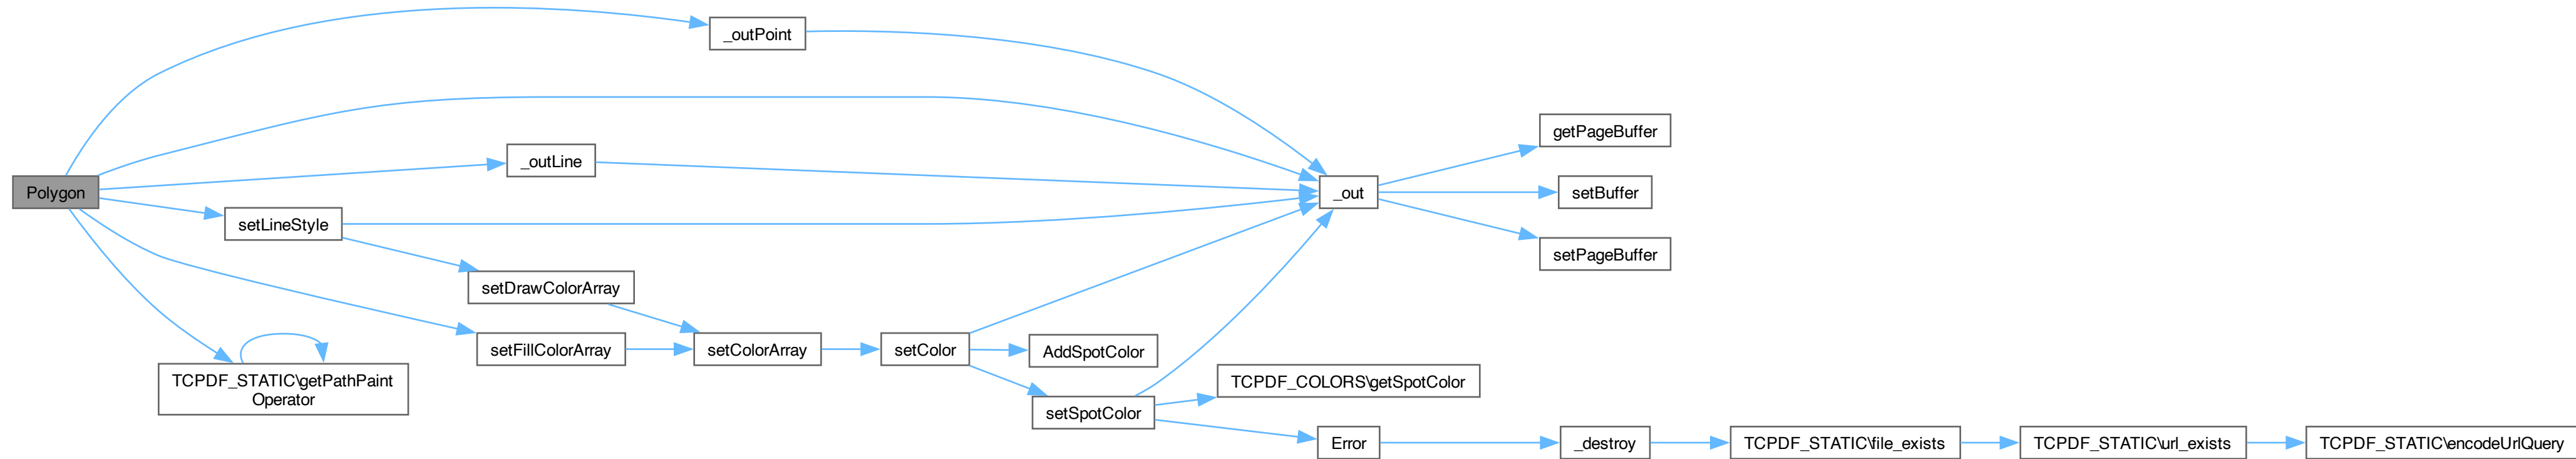 _outPoint
getPageBuffer
_outLine
Polygon
_out
setBuffer
setLineStyle
setPageBuffer
setDrawColorArray
setFillColorArray
setColorArray
setColor
AddSpotColor
TCPDF_STATIC\getPathPaint
Operator
TCPDF_COLORS\getSpotColor
setSpotColor
Error
_destroy
TCPDF_STATIC\file_exists
TCPDF_STATIC\url_exists
TCPDF_STATIC\encodeUrlQuery